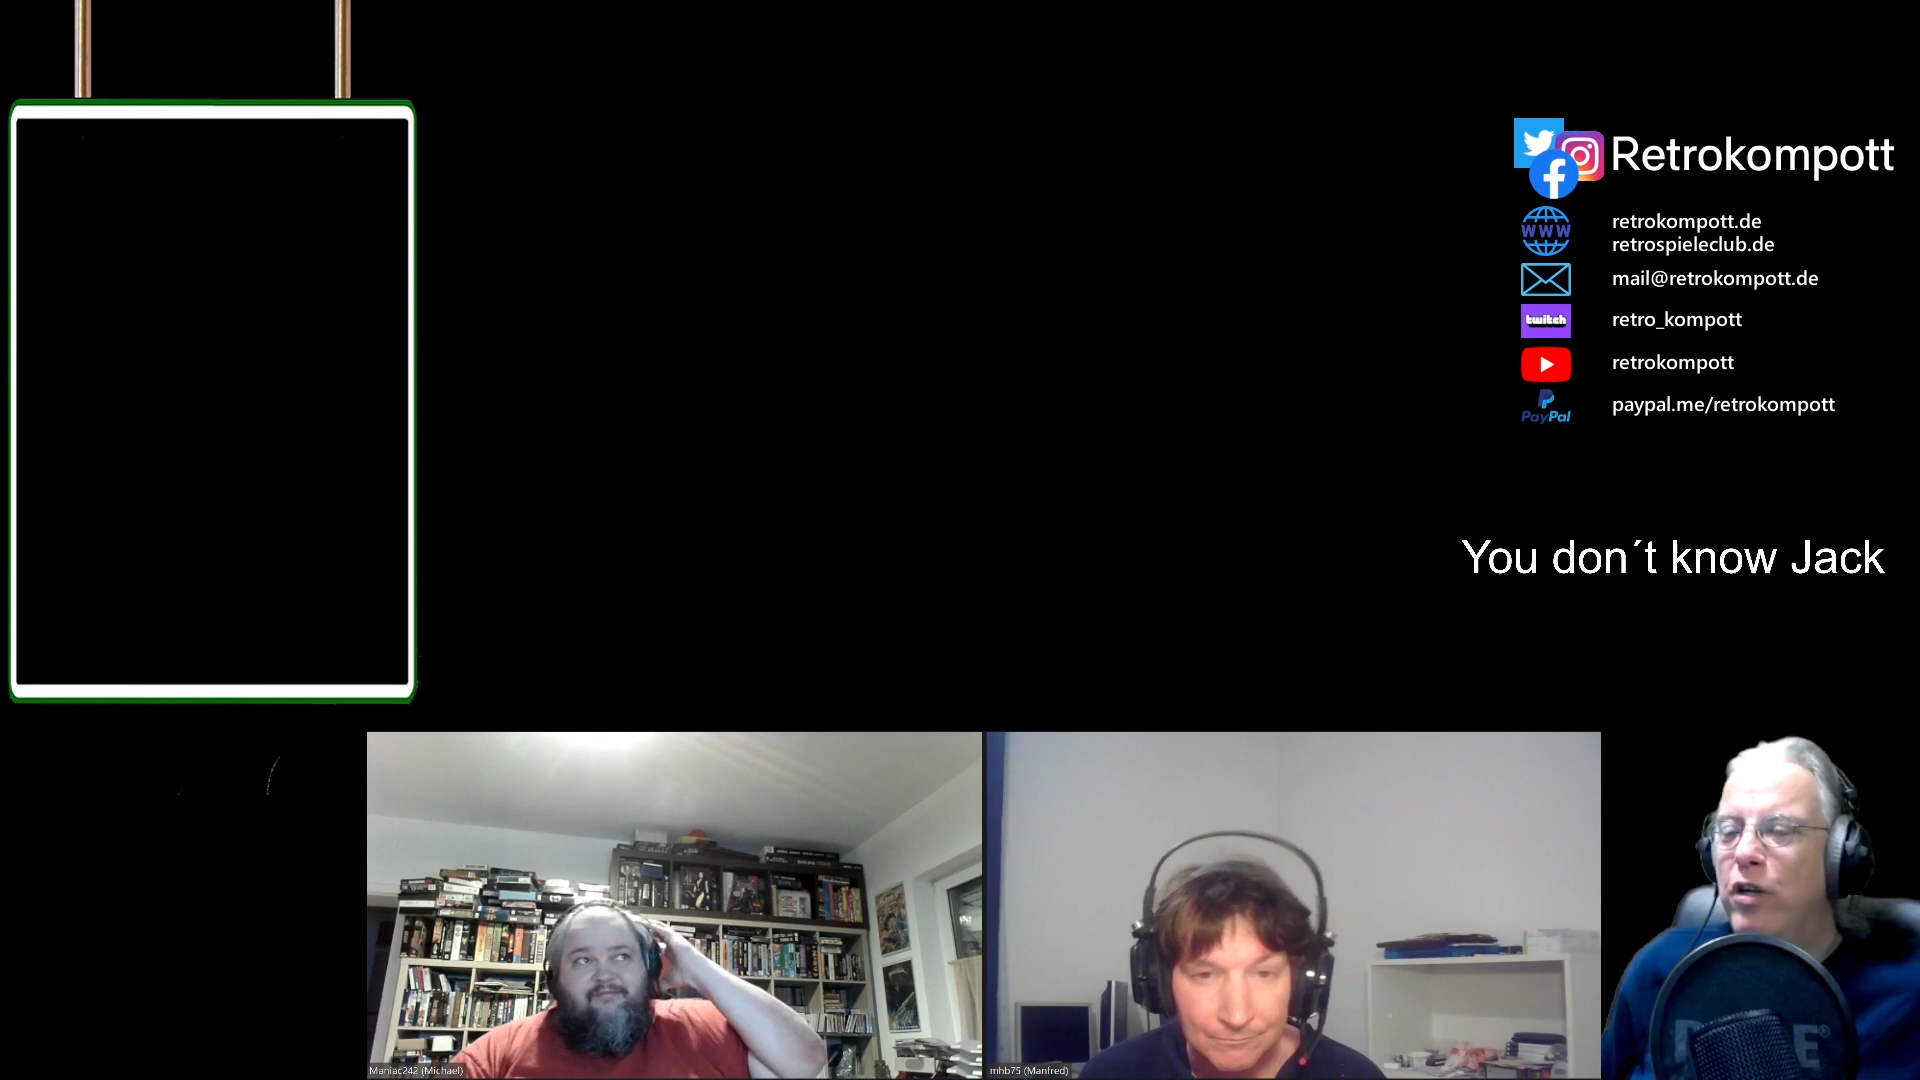 Retrokompott
www
retrokompott.de
retrospieleclub.de
mail@retrokompott.de
twitch
retro_kompott
retrokompott
PayPal
paypal.me/retrokompott
You don´t know Jack
Maniac242 (Michael)
mhb75 (Manfred)